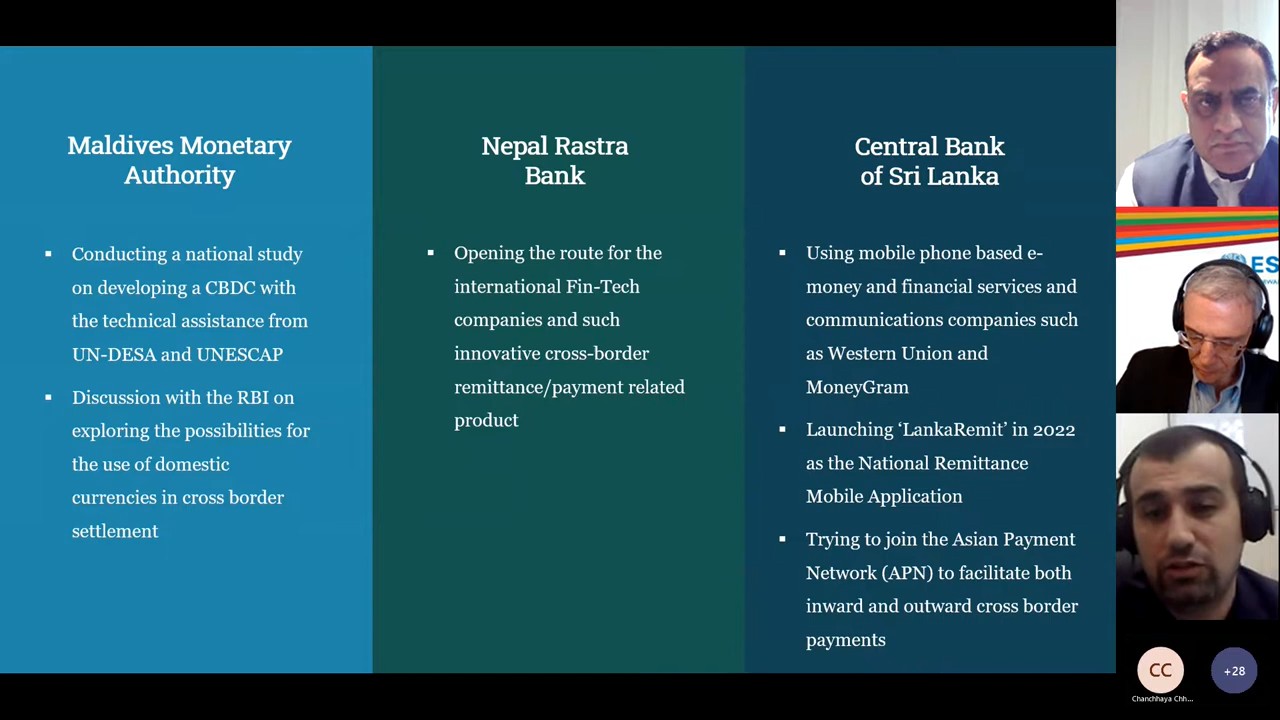 Maldives Monetary
Authority
▪ Conducting a national study
on developing a CBDC with
the technical assistance from
UN-DESA and UNESCAP
▪ Discussion with the RBI on
exploring the possibilities for
the use of domestic
currencies in cross border
settlement
Nepal Rastra
Bank
▪ Opening the route for the
international Fin-Tech
companies and such
innovative cross-border
remittance/payment related
product
Central Bank
of Sri Lanka
▪ Using mobile phone based e-
money and financial services and
communications companies such
as Western Union and
MoneyGram
▪ Launching ‘LankaRemit’ in 2022
as the National Remittance
Mobile Application
▪ Trying to join the Asian Payment
Network (APN) to facilitate both
inward and outward cross border
payments
ES
CC
+28
Chanchhaya Chh...